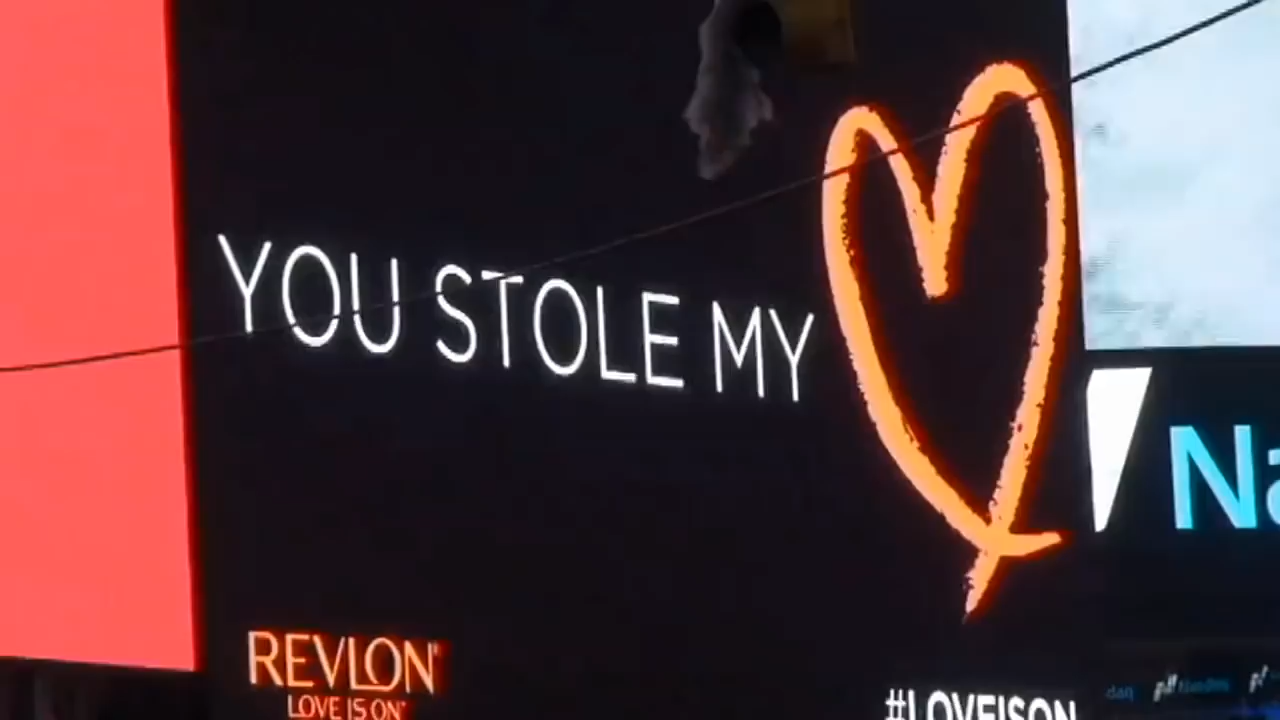 YOU STOLE MY
REVLON
LOVE IS ON
#LOVEISON
Na